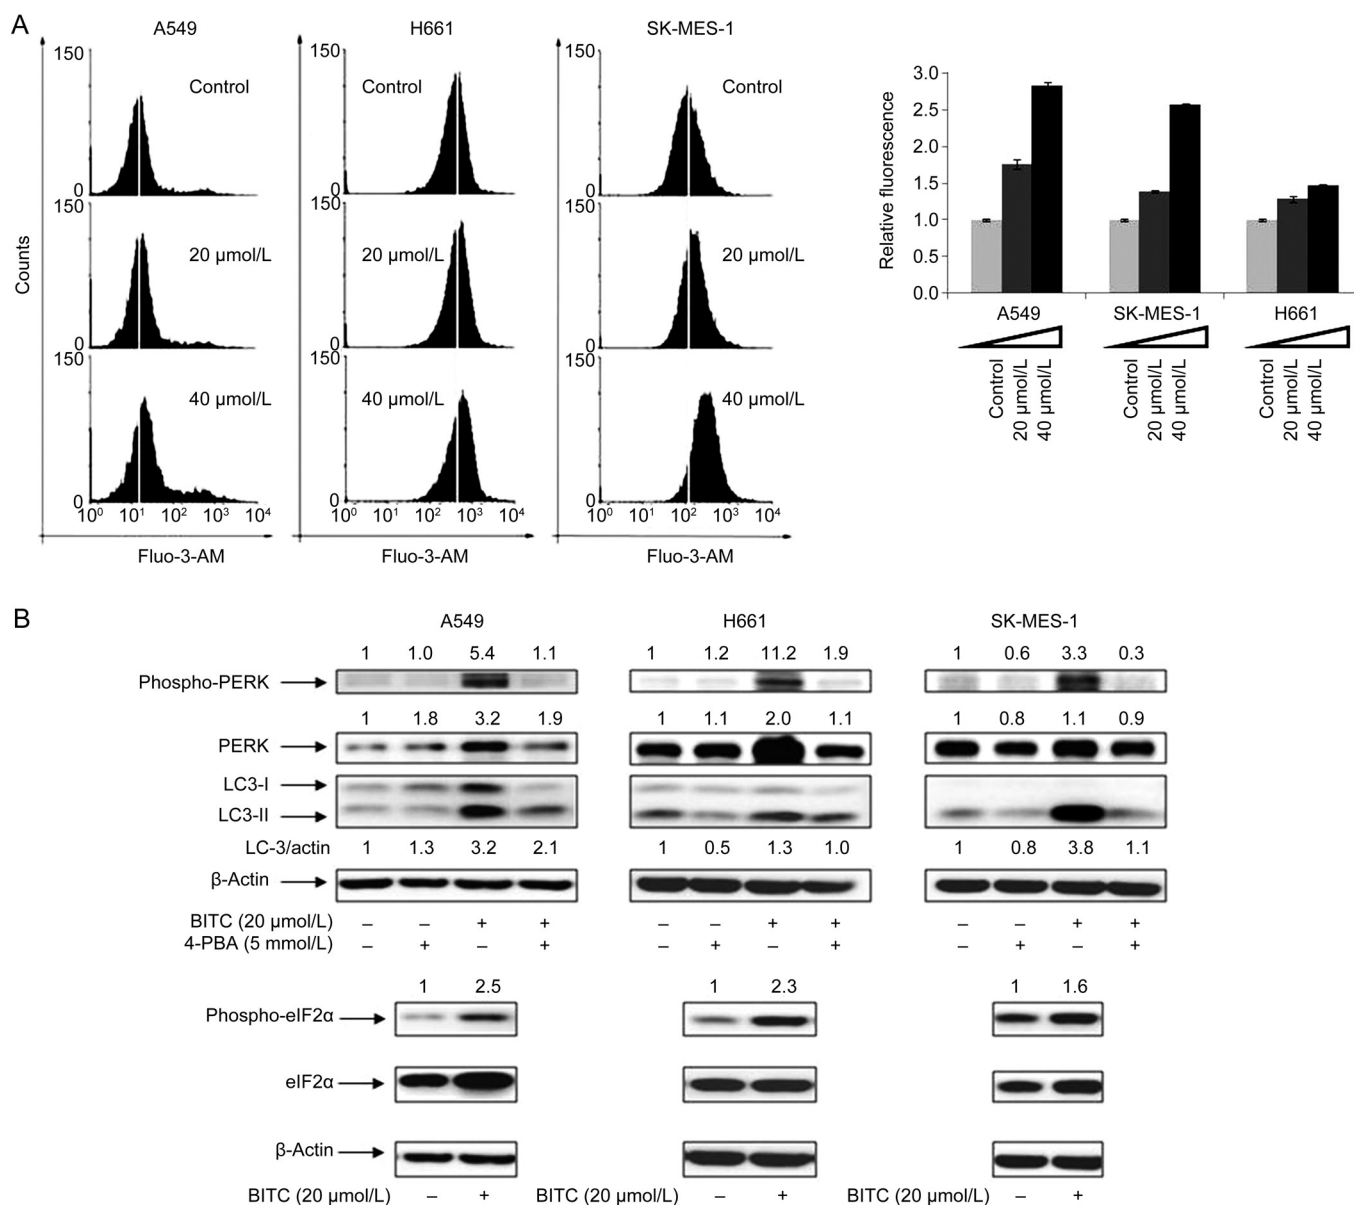 A
A549 H661 SK-MES-1
150 150 150
Control Control Control
0 0 0
150 150 150
20 μmol/L 20 μmol/L 20 μmol/L
0 0 0
150 150 150
40 μmol/L 40 μmol/L 40 μmol/L
0 0 0
10⁰ 10¹ 10² 10³ 10⁴ 10⁰ 10¹ 10² 10³ 10⁴ 10⁰ 10¹ 10² 10³ 10⁴
Fluo-3-AM Fluo-3-AM Fluo-3-AM
Counts
Relative fluorescence
3.0
2.5
2.0
1.5
1.0
0.5
0.0
A549 SK-MES-1 H661
Control
20 μmol/L
40 μmol/L
Control
20 μmol/L
40 μmol/L
Control
20 μmol/L
40 μmol/L
B
A549 H661 SK-MES-1
1 1.0 5.4 1.1 1 1.2 11.2 1.9 1 0.6 3.3 0.3
Phospho-PERK
1 1.8 3.2 1.9 1 1.1 2.0 1.1 1 0.8 1.1 0.9
PERK
LC3-I
LC3-II
LC-3/actin 1 1.3 3.2 2.1 1 0.5 1.3 1.0 1 0.8 3.8 1.1
β-Actin
BITC (20 μmol/L) – – + + – – + + – – + +
4-PBA (5 mmol/L) – + – + – + – + – + – +
1 2.5 1 2.3 1 1.6
Phospho-eIF2α
eIF2α
β-Actin
BITC (20 μmol/L) – + BITC (20 μmol/L) – + BITC (20 μmol/L) – +